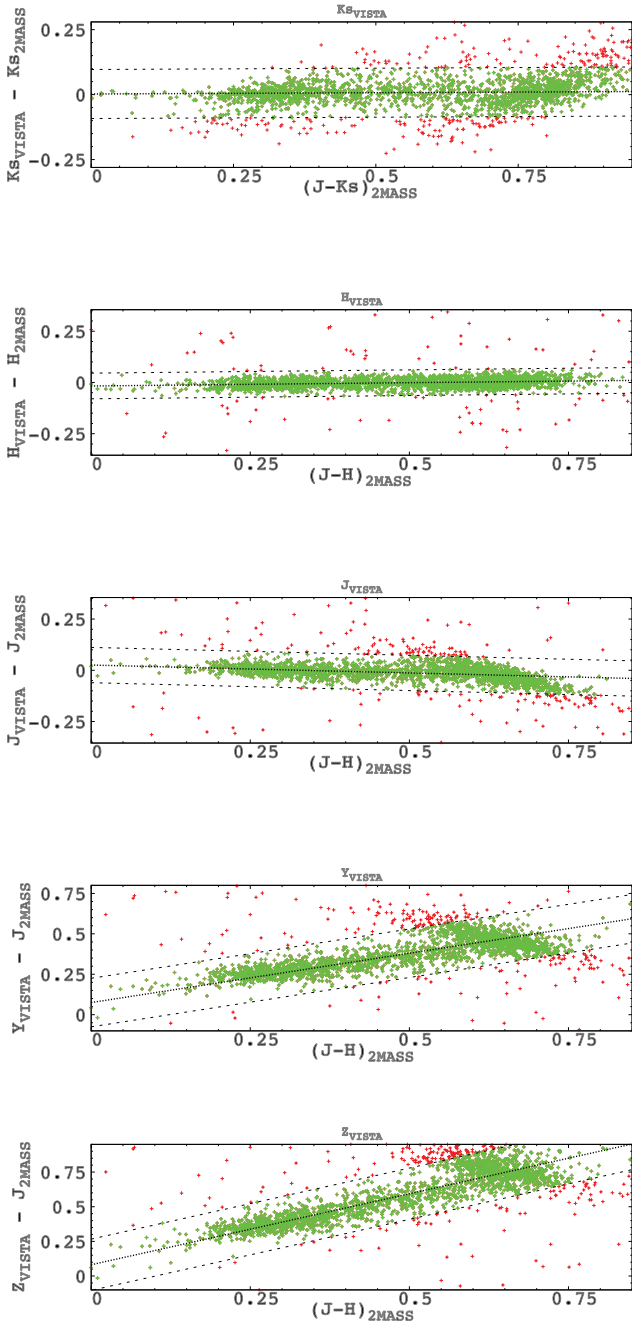 Ks_VISTA
0.25
0
-0.25
Ks_VISTA - Ks_2MASS
0 0.25 0.5 0.75
(J-Ks)_2MASS
H_VISTA
0.25
0
-0.25
H_VISTA - H_2MASS
0 0.25 0.5 0.75
(J-H)_2MASS
J_VISTA
0.25
0
-0.25
J_VISTA - J_2MASS
0 0.25 0.5 0.75
(J-H)_2MASS
Y_VISTA
0.75
0.5
0.25
0
Y_VISTA - J_2MASS
0 0.25 0.5 0.75
(J-H)_2MASS
Z_VISTA
0.75
0.5
0.25
0
Z_VISTA - J_2MASS
0 0.25 0.5 0.75
(J-H)_2MASS